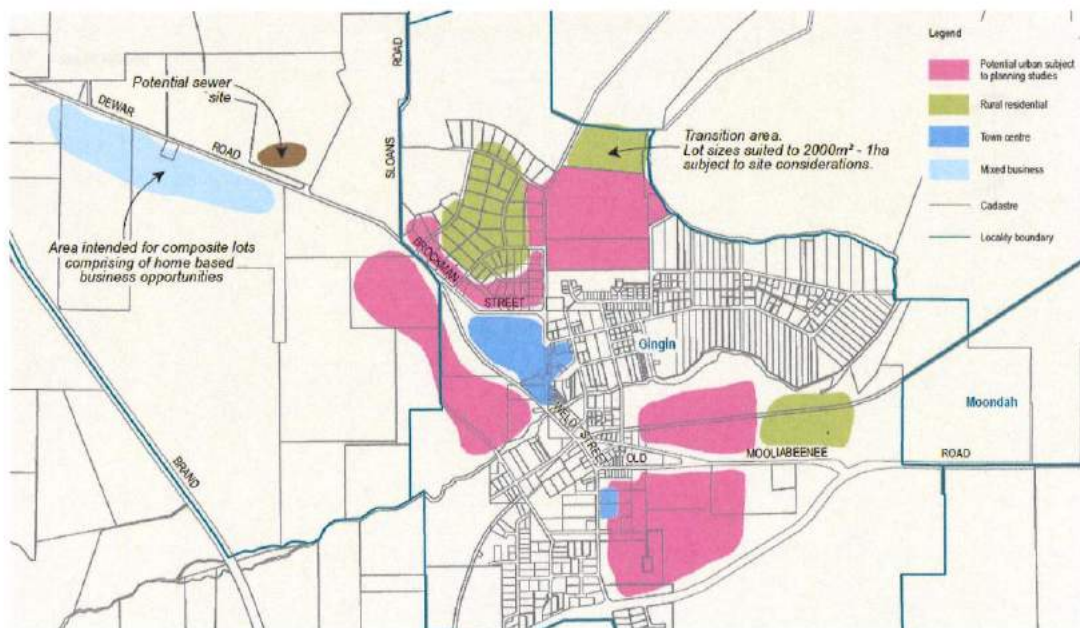 Legend
Potential urban subject
to planning studies
Rural residential
Town centre
Mixed business
Cadastre
Locality boundary
Potential sewer
site
DEWAR
ROAD
SLOANS
ROAD
Transition area.
Lot sizes suited to 2000m² - 1ha
subject to site considerations.
Area intended for composite lots
comprising of home based
business opportunities
BROCKMAN
STREET
Gingin
WELD STREET
OLD
MOOLIABEENEE
ROAD
Moondah
BRAND